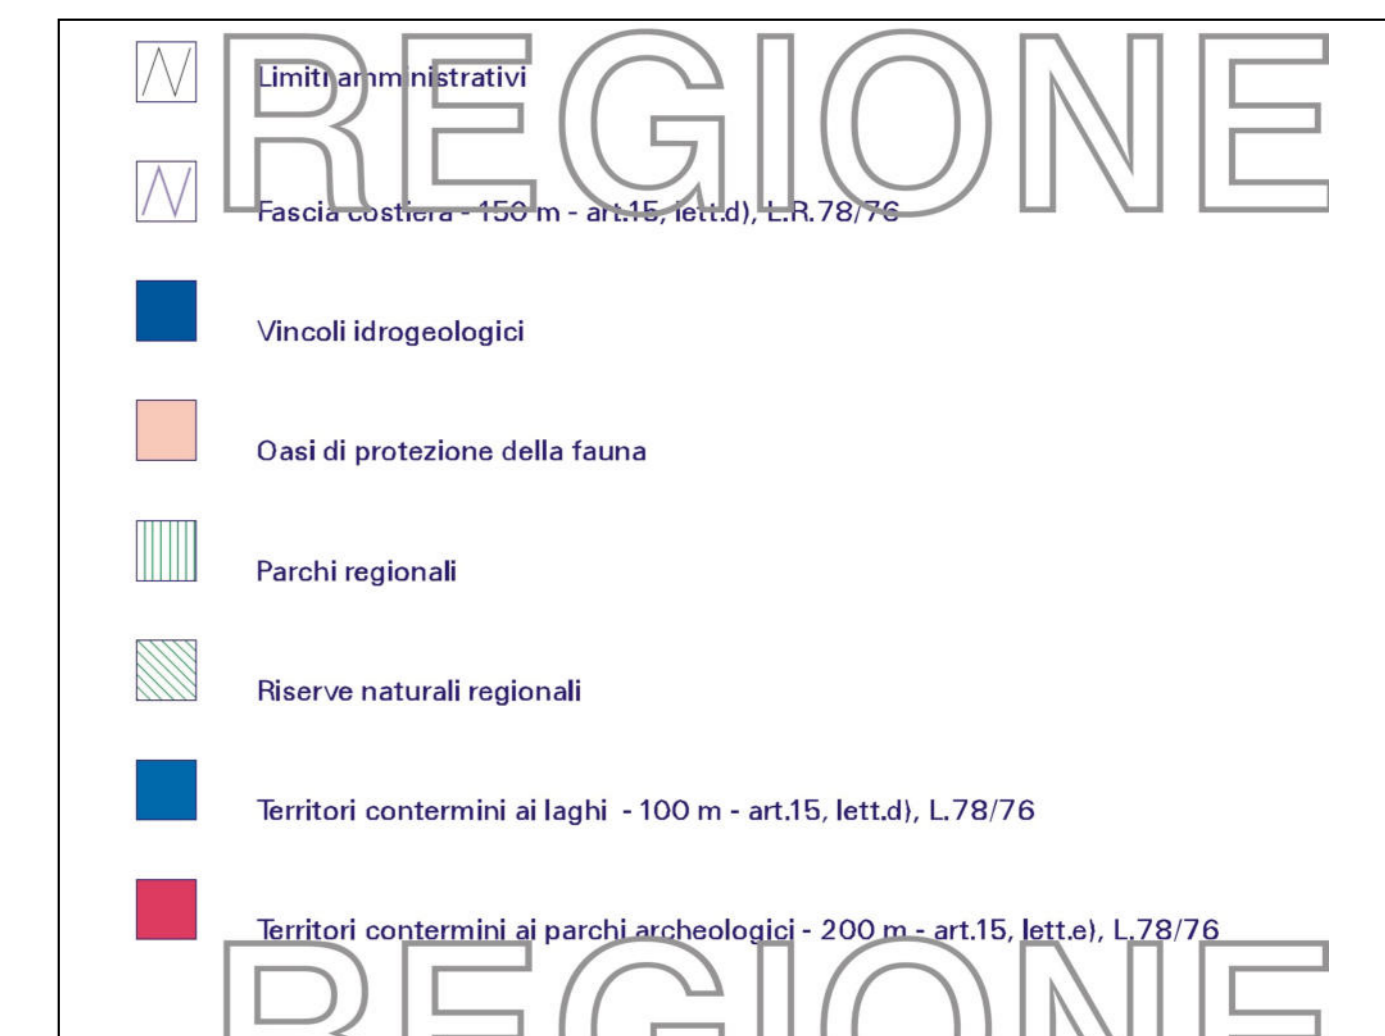 REGIONE
Limiti amministrativi
Fascia costiera - 150 m - art.15, lett.d), L.R.78/76
Vincoli idrogeologici
Oasi di protezione della fauna
Parchi regionali
Riserve naturali regionali
Territori contermini ai laghi - 100 m - art.15, lett.d), L.78/76
Territori contermini ai parchi archeologici - 200 m - art.15, lett.e), L.78/76
REGIONE